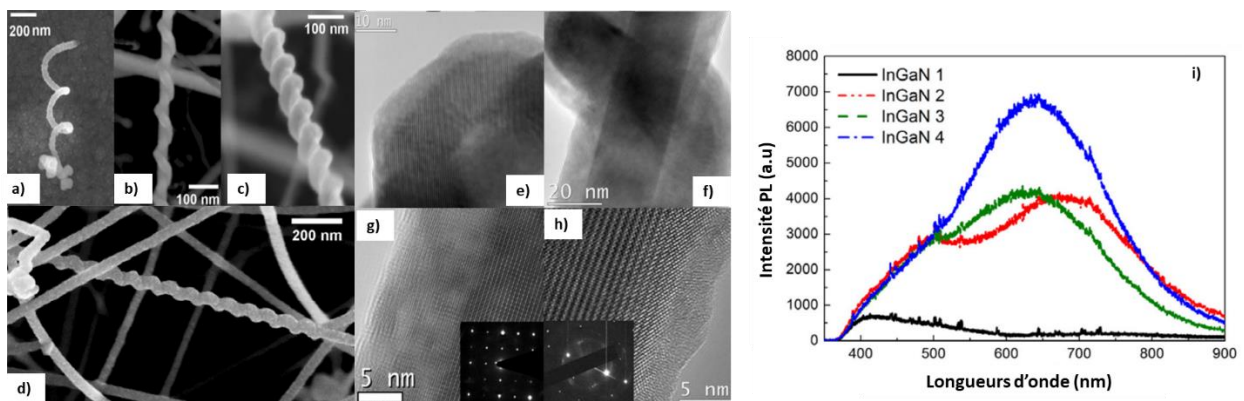 200 nm
a)
b)
100 nm
100 nm
c)
10 nm
e)
20 nm
f)
200 nm
d)
g)
5 nm
h)
5 nm
i)
InGaN 1
InGaN 2
InGaN 3
InGaN 4
Intensité PL (a.u)
8000
7000
6000
5000
4000
3000
2000
1000
0
400 500 600 700 800 900
Longueurs d'onde (nm)